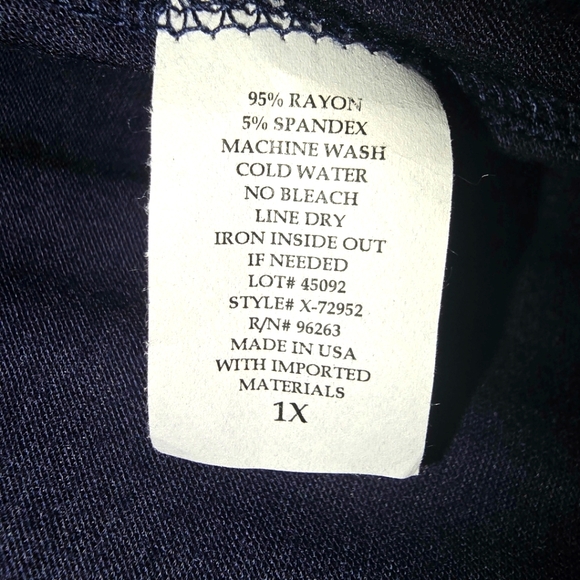 95% RAYON
5% SPANDEX
MACHINE WASH
COLD WATER
NO BLEACH
LINE DRY
IRON INSIDE OUT
IF NEEDED
LOT# 45092
STYLE# X-72952
R/N# 96263
MADE IN USA
WITH IMPORTED
MATERIALS
1X